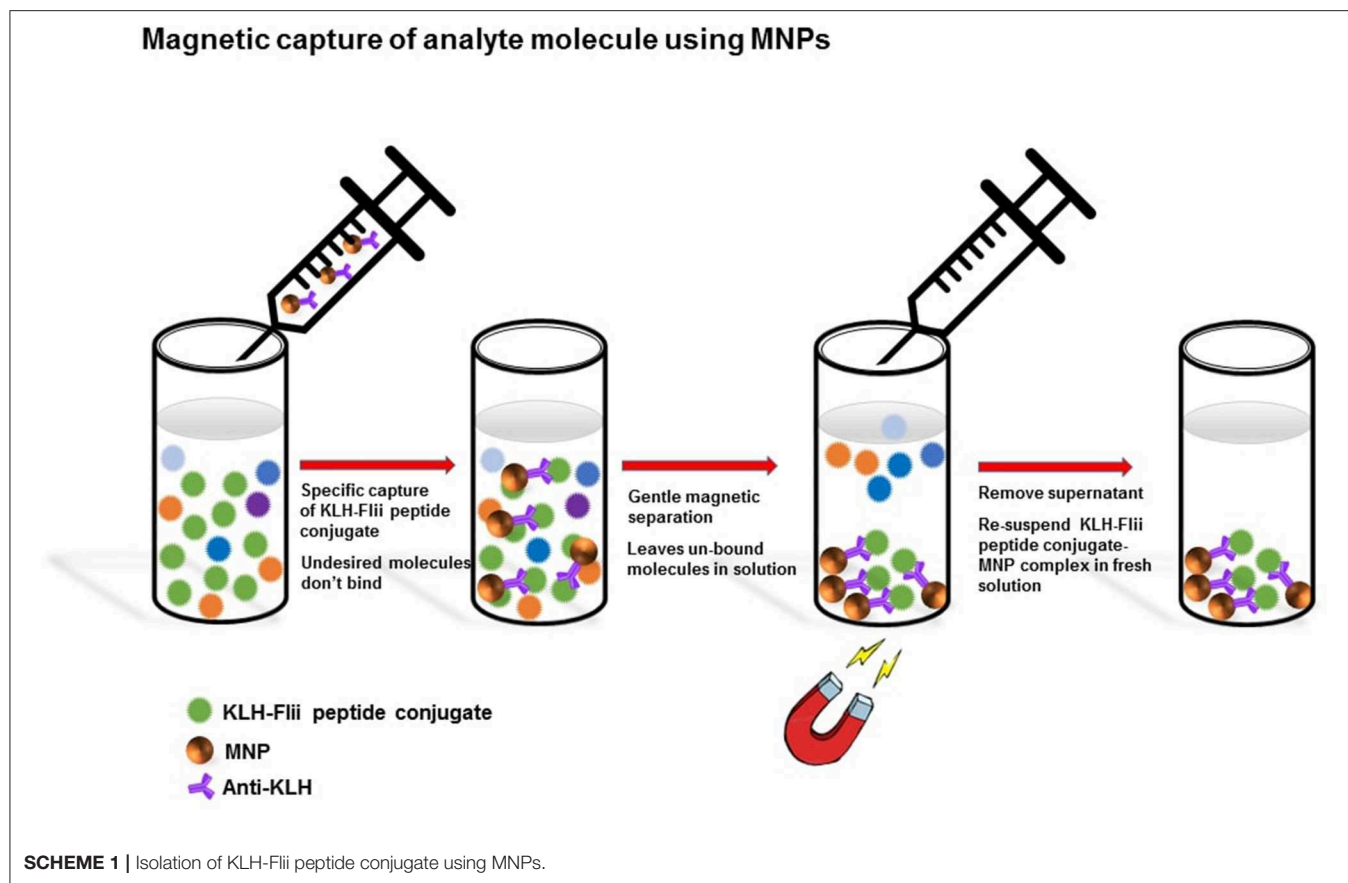 Magnetic capture of analyte molecule using MNPs
Specific capture
of KLH-Flii peptide
conjugate
Undesired molecules
don't bind
Gentle magnetic
separation
Leaves un-bound
molecules in solution
Remove supernatant
Re-suspend KLH-Flii
peptide conjugate-
MNP complex in fresh
solution
KLH-Flii peptide conjugate
MNP
Anti-KLH
SCHEME 1 | Isolation of KLH-Flii peptide conjugate using MNPs.